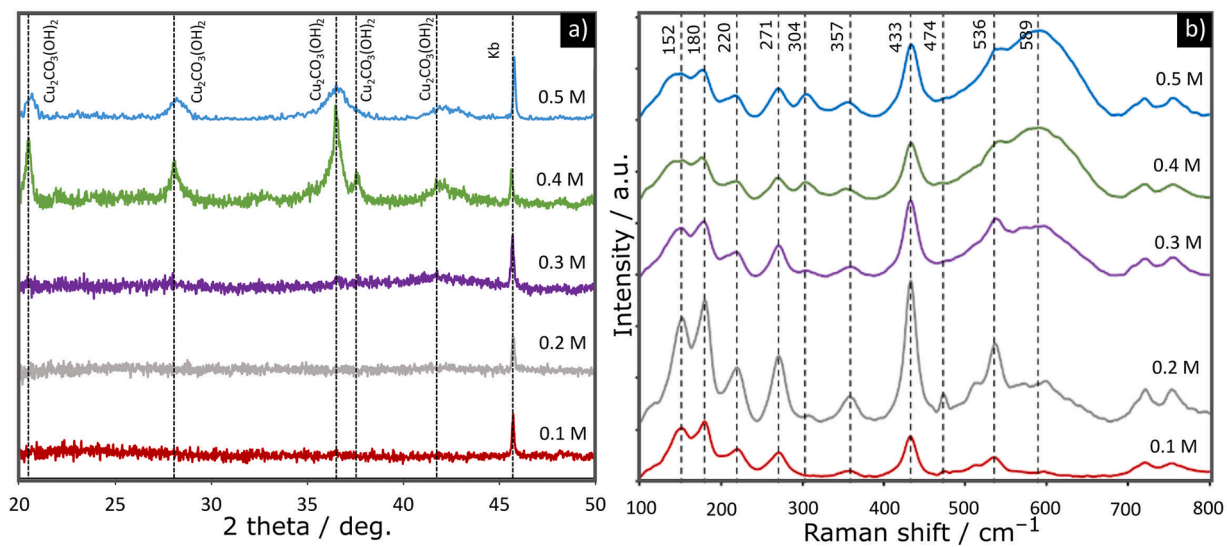 a)
Cu₂CO₃(OH)₂
Cu₂CO₃(OH)₂
Cu₂CO₃(OH)₂
Cu₂CO₃(OH)₂
Cu₂CO₃(OH)₂
Kb
0.5 M
0.4 M
0.3 M
0.2 M
0.1 M
20 25 30 35 40 45 50
2 theta / deg.
b)
152 180 220 271 304 357 433 474 536 589
0.5 M
0.4 M
0.3 M
0.2 M
0.1 M
Intensity / a.u.
100 200 300 400 500 600 700 800
Raman shift / cm⁻¹